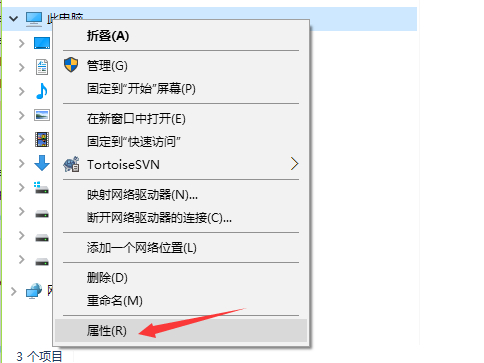 此电脑
折叠(A)
管理(G)
固定到"开始"屏幕(P)
在新窗口中打开(E)
固定到"快速访问"
TortoiseSVN
映射网络驱动器(N)...
断开网络驱动器的连接(C)...
添加一个网络位置(L)
删除(D)
重命名(M)
属性(R)
3 个项目